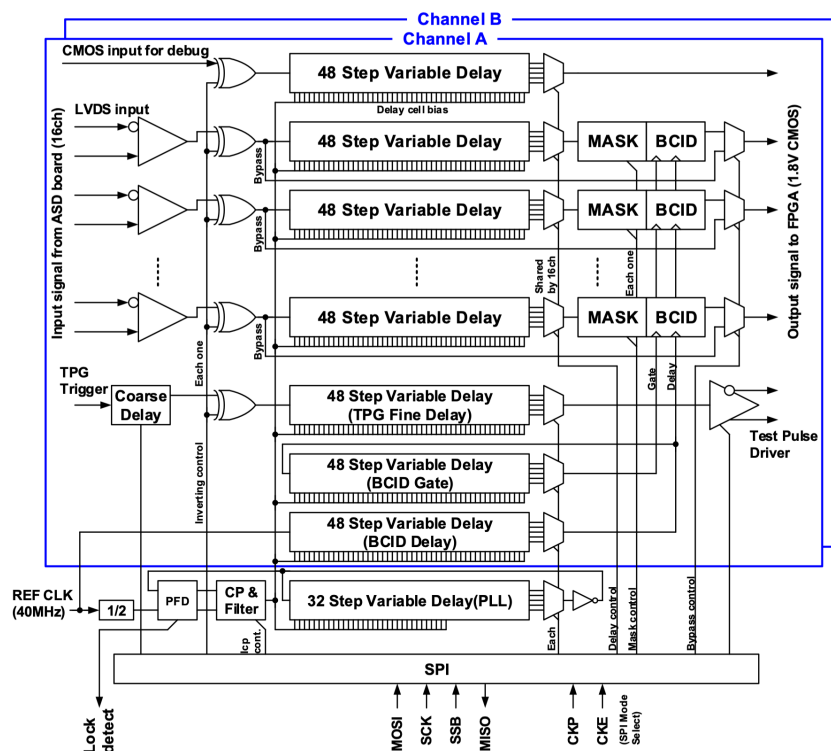 Channel B
Channel A
CMOS input for debug
48 Step Variable Delay
Delay cell bias
LVDS input
Input signal from ASD board (16ch)
48 Step Variable Delay
MASK
BCID
Bypass
48 Step Variable Delay
MASK
BCID
Bypass
Shared
by 16ch
Each one
Output signal to FPGA (1.8V CMOS)
48 Step Variable Delay
MASK
BCID
Bypass
Each one
Gate
Delay
TPG
Trigger
Coarse
Delay
48 Step Variable Delay
(TPG Fine Delay)
Test Pulse
Driver
Inverting control
48 Step Variable Delay
(BCID Gate)
48 Step Variable Delay
(BCID Delay)
REF CLK
(40MHz)
1/2
PFD
CP &
Filter
32 Step Variable Delay(PLL)
Icp
cont.
Each
Delay control
Mask control
Bypass control
SPI
Lock
detect
MOSI
SCK
SSB
MISO
CKP
CKE
(SPI Mode
Select)